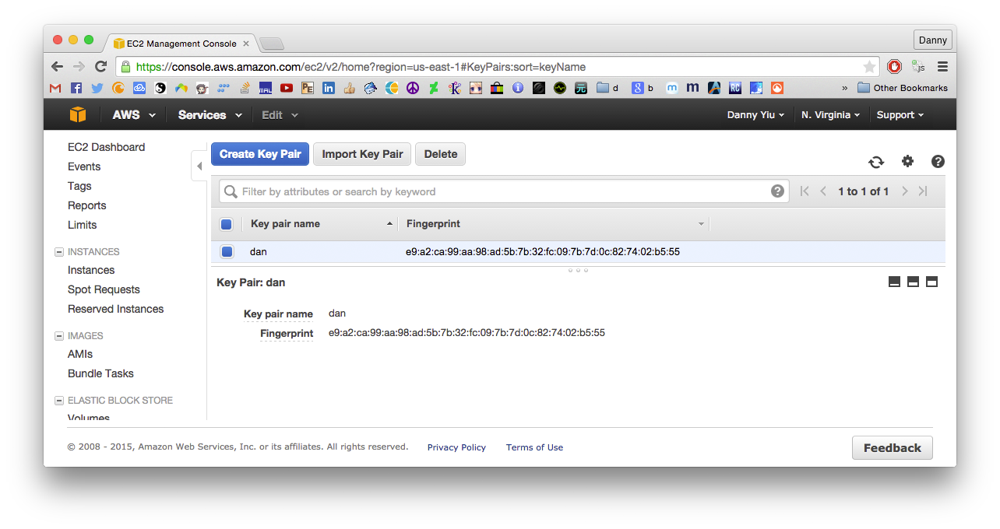 EC2 Management Console
Danny
https://console.aws.amazon.com/ec2/v2/home?region=us-east-1#KeyPairs:sort=keyName
d
b
» Other Bookmarks
AWS Services Edit Danny Yiu N. Virginia Support
EC2 Dashboard
Events
Tags
Reports
Limits
INSTANCES
Instances
Spot Requests
Reserved Instances
IMAGES
AMIs
Bundle Tasks
ELASTIC BLOCK STORE
Volumes
Create Key Pair Import Key Pair Delete
Filter by attributes or search by keyword
1 to 1 of 1
Key pair name Fingerprint
dan e9:a2:ca:99:aa:98:ad:5b:7b:32:fc:09:7b:7d:0c:82:74:02:b5:55
Key Pair: dan
Key pair name dan
Fingerprint e9:a2:ca:99:aa:98:ad:5b:7b:32:fc:09:7b:7d:0c:82:74:02:b5:55
© 2008 - 2015, Amazon Web Services, Inc. or its affiliates. All rights reserved. Privacy Policy Terms of Use
Feedback